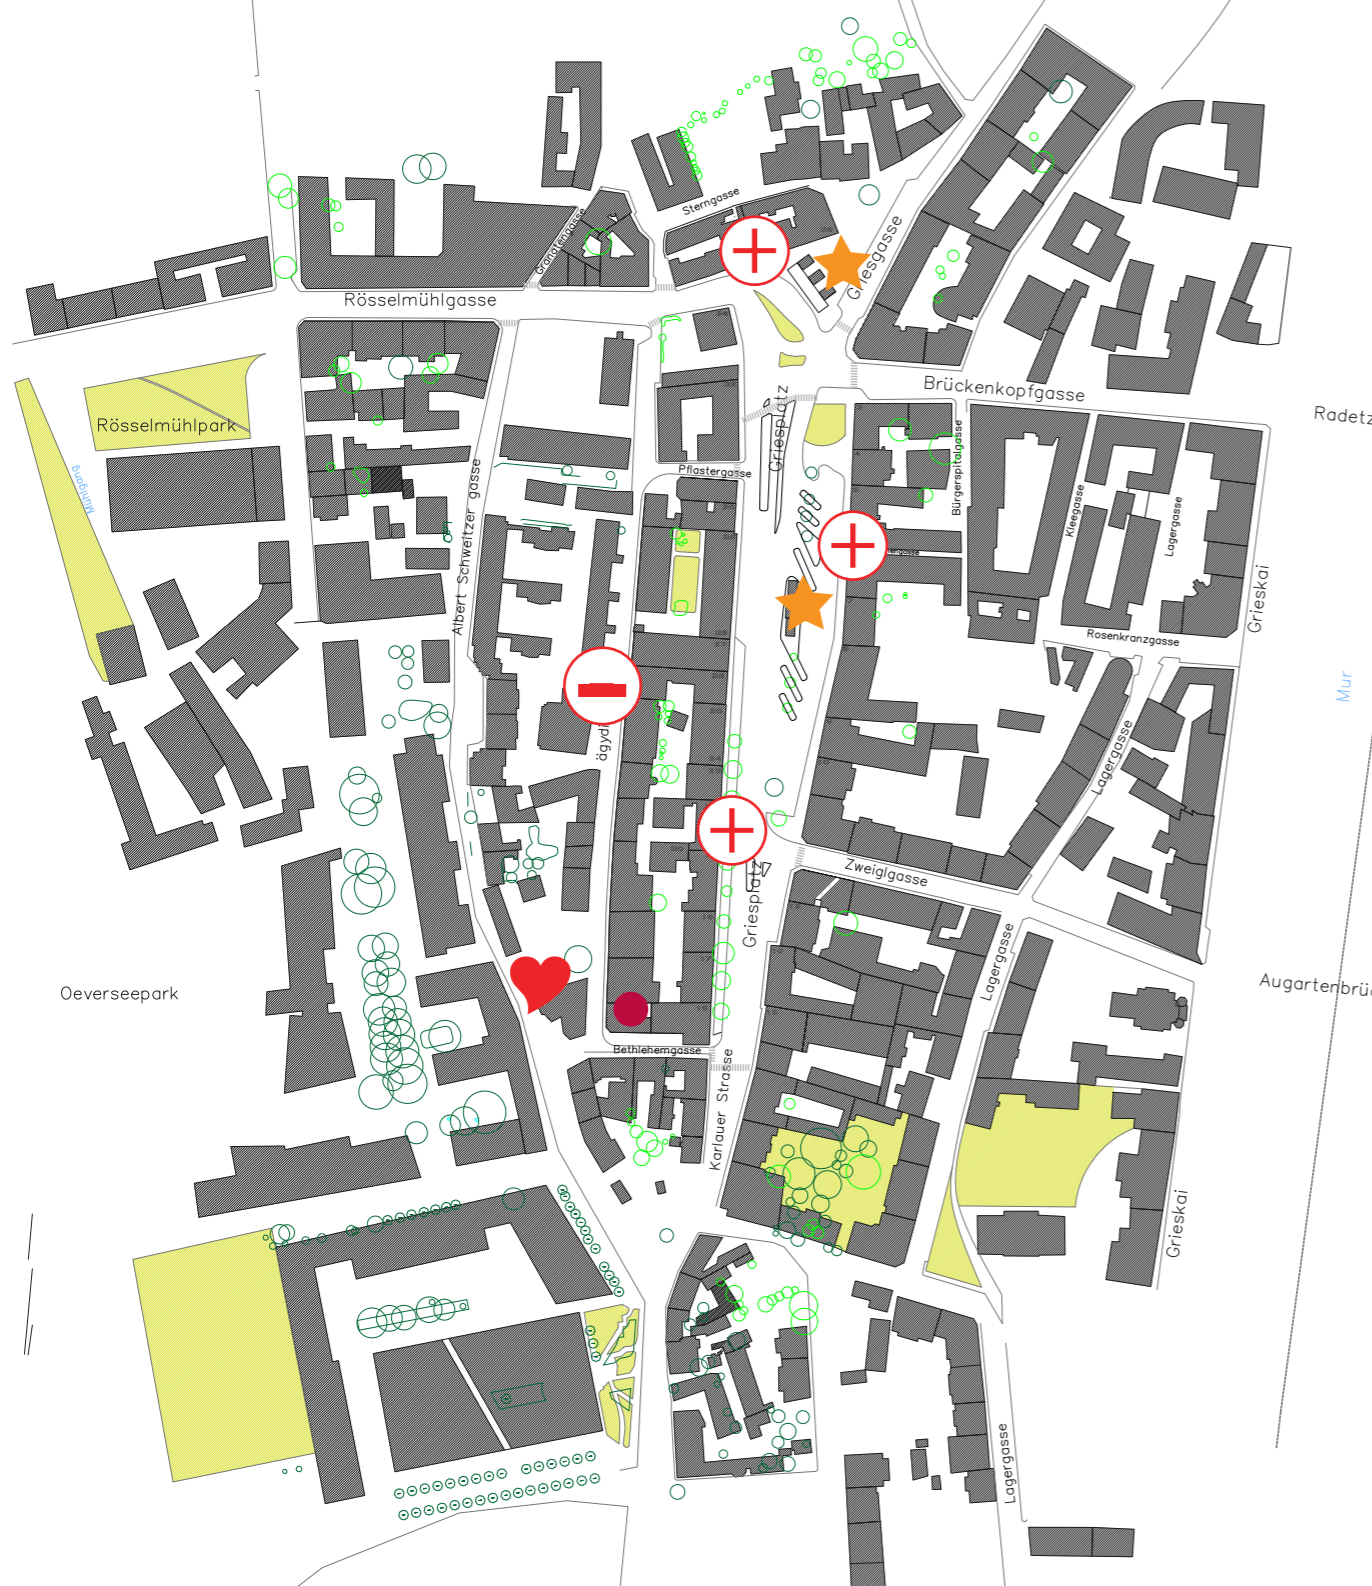 Sterngasse
Granatengasse
Griesgasse
Rösselmühlgasse
Brückenkopfgasse
Radetz
Rösselmühlpark
Griesplatz
Bürgerspitalgasse
Pflastergasse
Mühlgang
Albert Schweitzer gasse
Kleegasse
Lagergasse
Grieskai
Rosenkranzgasse
Mur
ägydi
Lagergasse
Zweiglgasse
Griesplatz
Oeverseepark
Lagergasse
Augartenbrü
Bethlehemgasse
Karlauer Strasse
Grieskai
Lagergasse